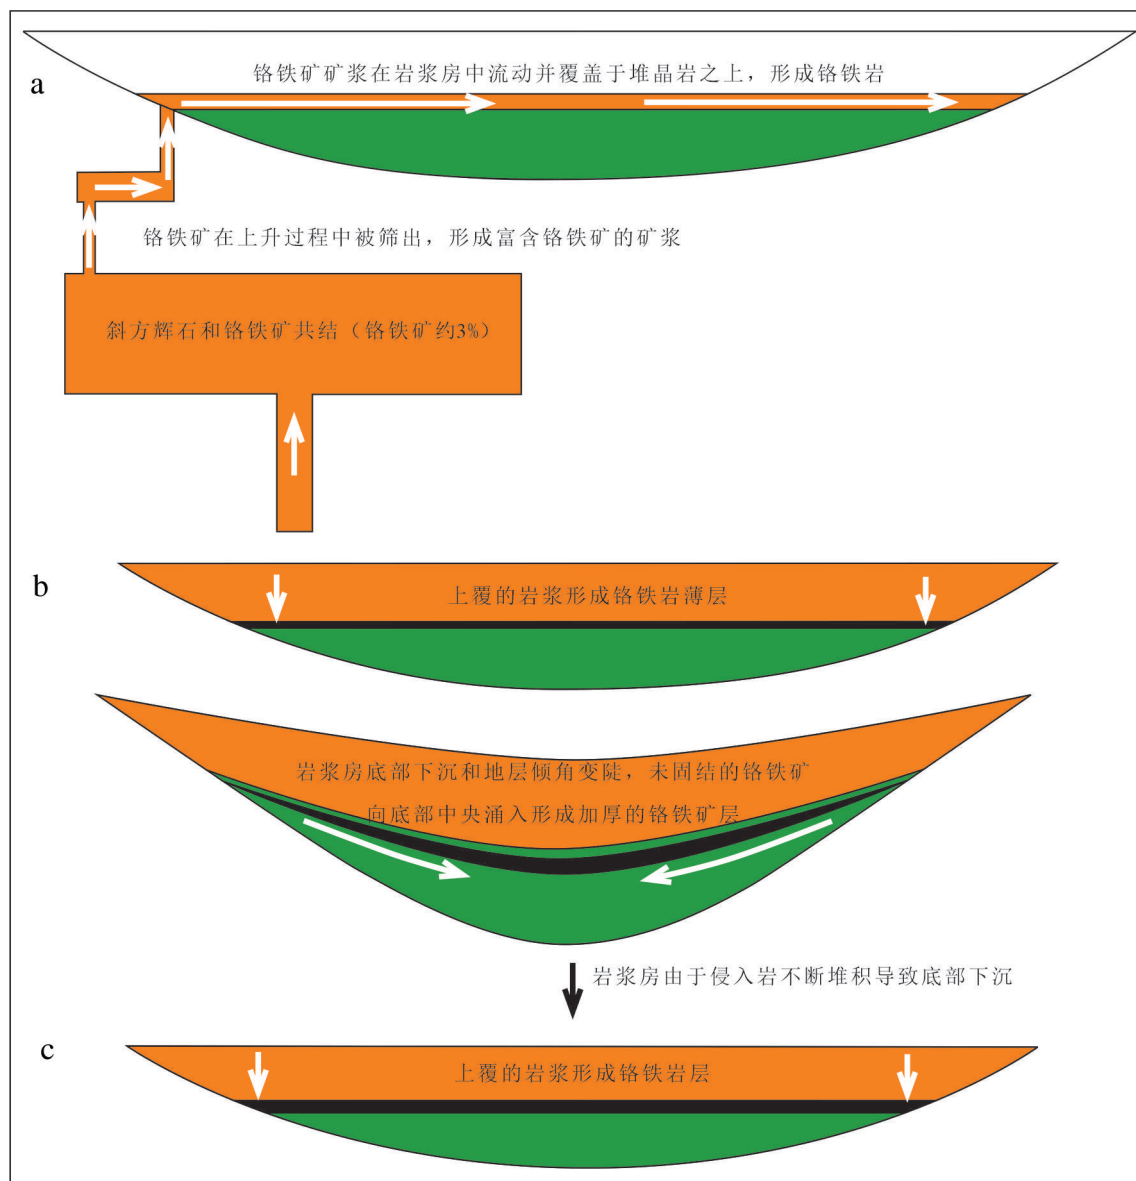 a
铬铁矿矿浆在岩浆房中流动并覆盖于堆晶岩之上，形成铬铁岩
铬铁矿在上升过程中被筛出，形成富含铬铁矿的矿浆
斜方辉石和铬铁矿共结（铬铁矿约3%）
b
上覆的岩浆形成铬铁岩薄层
岩浆房底部下沉和地层倾角变陡，未固结的铬铁矿
向底部中央涌入形成加厚的铬铁矿层
岩浆房由于侵入岩不断堆积导致底部下沉
c
上覆的岩浆形成铬铁岩层